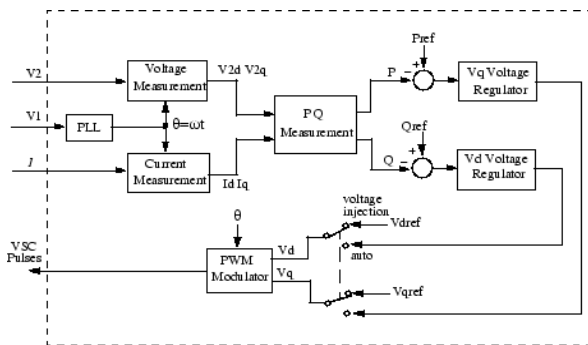 Pref
V2
Voltage
Measurement
V2d V2q
P
Vq Voltage
Regulator
V1
PLL
θ=ωt
PQ
Measurement
Qref
I
Current
Measurement
Id Iq
Q
Vd Voltage
Regulator
voltage
injection
θ
Vdref
VSC
Pulses
PWM
Modulator
Vd
Vq
auto
Vqref